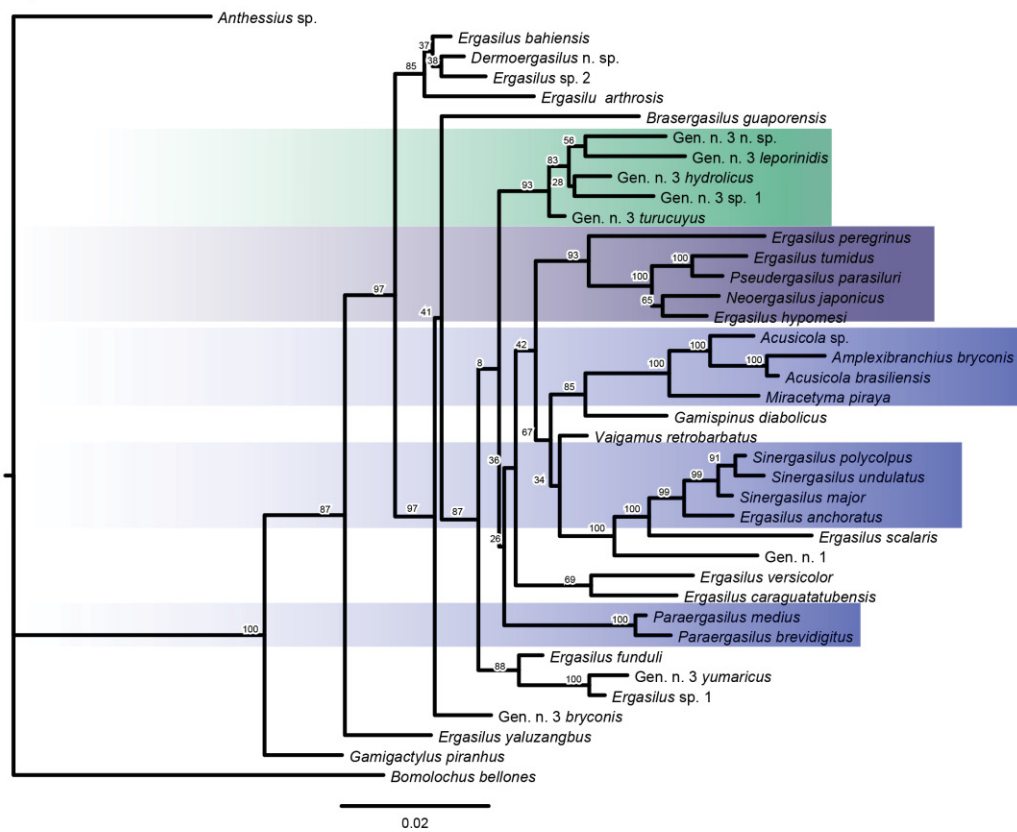 Anthessius sp.
37
Ergasilus bahiensis
38
Dermoergasilus n. sp.
85
Ergasilus sp. 2
Ergasilu arthrosis
Brasergasilus guaporensis
56
Gen. n. 3 n. sp.
83
Gen. n. 3 leporinidis
93
28
Gen. n. 3 hydrolicus
Gen. n. 3 sp. 1
Gen. n. 3 turucuyus
Ergasilus peregrinus
93
100
Ergasilus tumidus
100
Pseudergasilus parasiluri
97
65
Neoergasilus japonicus
41
Ergasilus hypomesi
42
Acusicola sp.
100
100
Amplexibranchius bryconis
8
100
Acusicola brasiliensis
85
Miracetyma piraya
Gamispinus diabolicus
67
Vaigamus retrobarbatus
36
34
91
Sinergasilus polycolpus
99
Sinergasilus undulatus
99
Sinergasilus major
87
97
87
100
Ergasilus anchoratus
26
100
Ergasilus scalaris
Gen. n. 1
69
Ergasilus versicolor
Ergasilus caraguatatubensis
100
100
Paraergasilus medius
Paraergasilus brevidigitus
88
Ergasilus funduli
100
Gen. n. 3 yumaricus
Ergasilus sp. 1
Gen. n. 3 bryconis
Ergasilus yaluzangbus
Gamigactylus piranhus
Bomolochus bellones
0.02